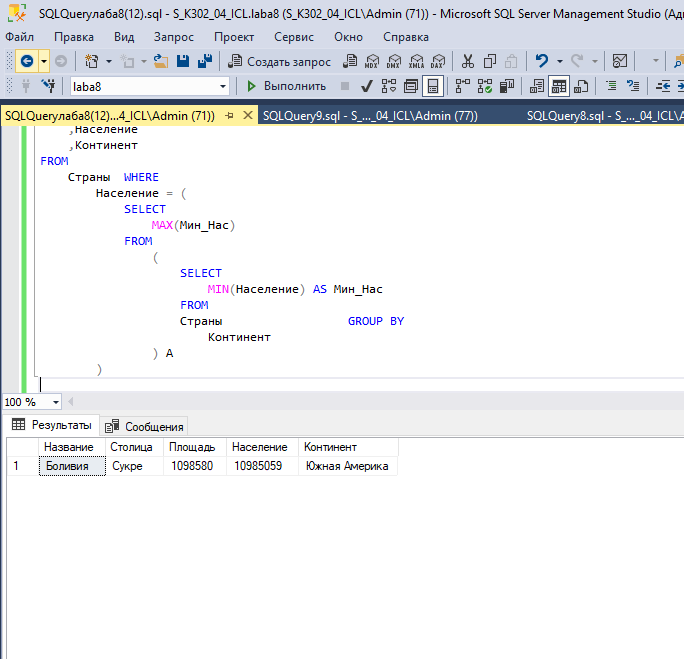 SQLQueryлаба8(12).sql - S_K302_04_ICL.laba8 (S_K302_04_ICL\Admin (71)) - Microsoft SQL Server Management Studio (Ад
Файл Правка Вид Запрос Проект Сервис Окно Справка
Создать запрос MDX DMX XMLA DAX
laba8 Выполнить
SQLQueryлаба8(12)...4_ICL\Admin (71)) SQLQuery9.sql - S_..._04_ICL\Admin (77)) SQLQuery8.sql - S_..._04_ICL\A
,Население
,Континент
FROM
Страны WHERE
Население = (
SELECT
MAX(Мин_Нас)
FROM
(
SELECT
MIN(Население) AS Мин_Нас
FROM
Страны GROUP BY
Континент
) A
)
100 %
Результаты Сообщения
Название Столица Площадь Население Континент
1 Боливия Сукре 1098580 10985059 Южная Америка